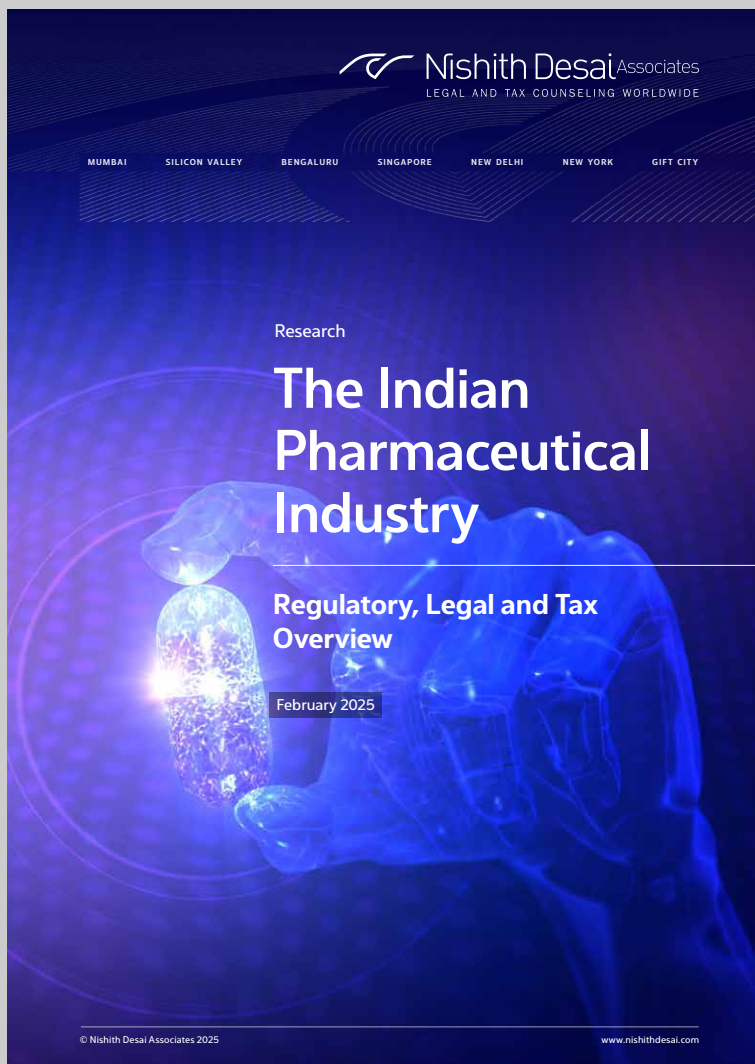 Nishith Desai Associates
LEGAL AND TAX COUNSELING WORLDWIDE
MUMBAI SILICON VALLEY BENGALURU SINGAPORE NEW DELHI NEW YORK GIFT CITY
Research
The Indian
Pharmaceutical
Industry
Regulatory, Legal and Tax
Overview
February 2025
© Nishith Desai Associates 2025 www.nishithdesai.com